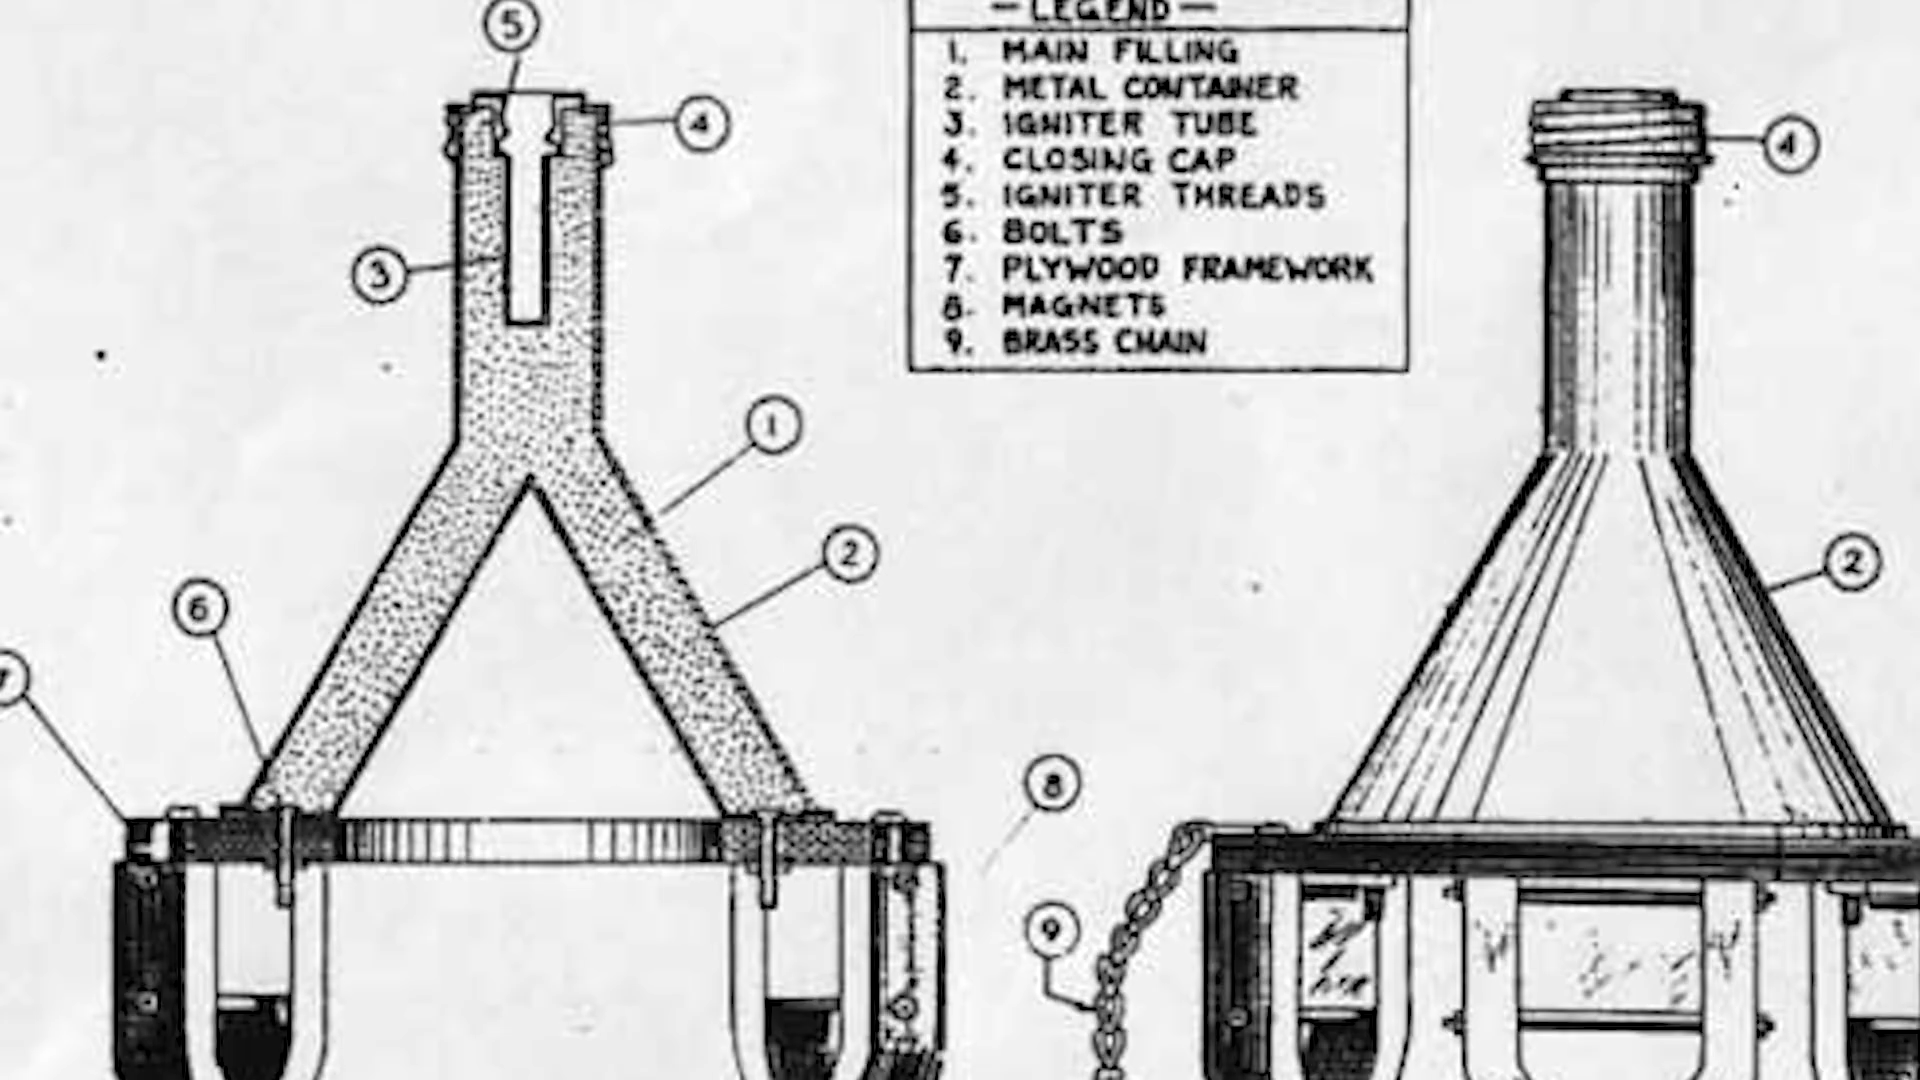 5
— LEGEND —
1. MAIN FILLING
2. METAL CONTAINER
3. IGNITER TUBE
4. CLOSING CAP
5. IGNITER THREADS
6. BOLTS
7. PLYWOOD FRAMEWORK
8. MAGNETS
9. BRASS CHAIN
4
4
3
1
2
2
6
7
8
9